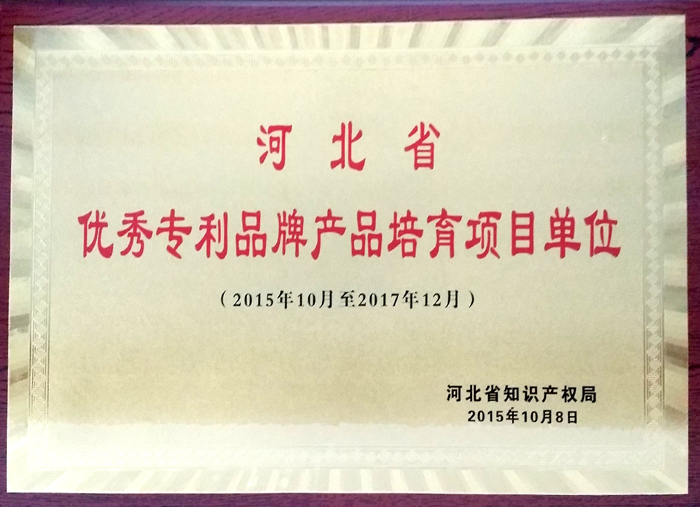 河北省
优秀专利品牌产品培育项目单位
（2015年10月至2017年12月）
河北省知识产权局
2015年10月8日